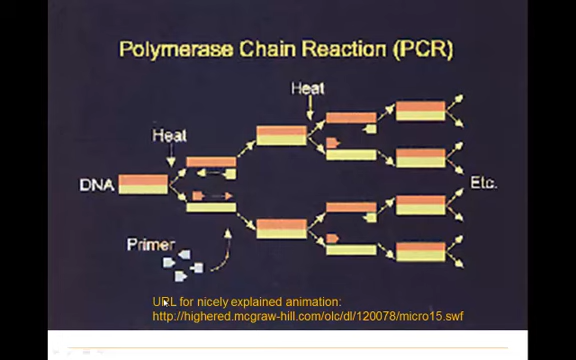 Polymerase Chain Reaction (PCR)
Heat
Heat
DNA
Etc.
Primer
URL for nicely explained animation:
http://highered.mcgraw-hill.com/olc/dl/120078/micro15.swf